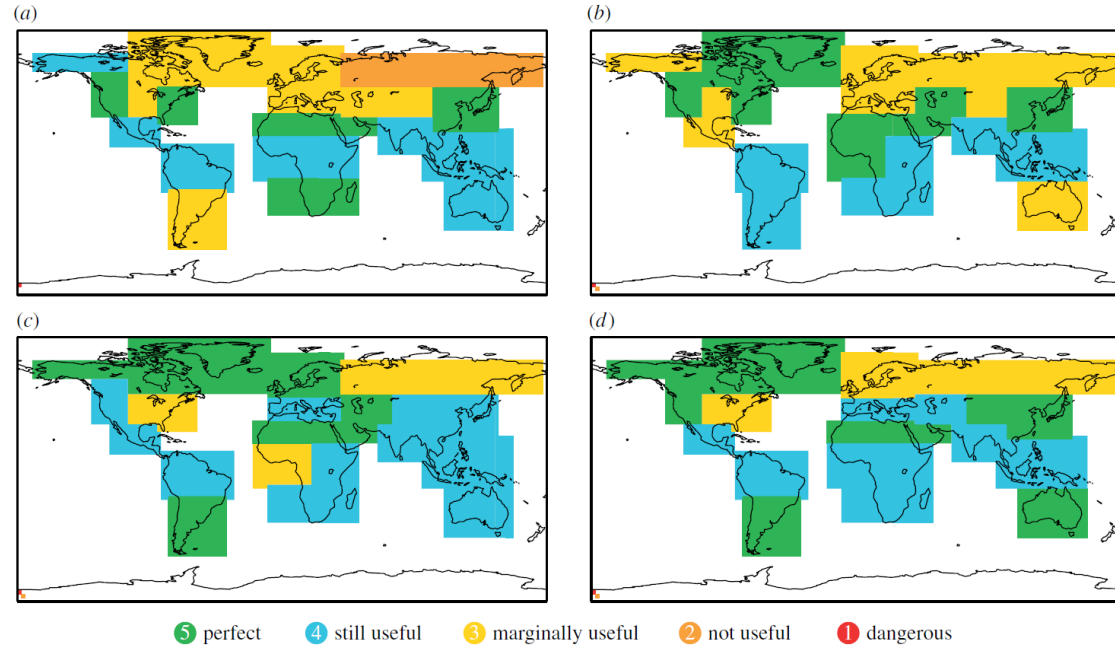 (a) (b)
(c) (d)
5 perfect 4 still useful 3 marginally useful 2 not useful 1 dangerous